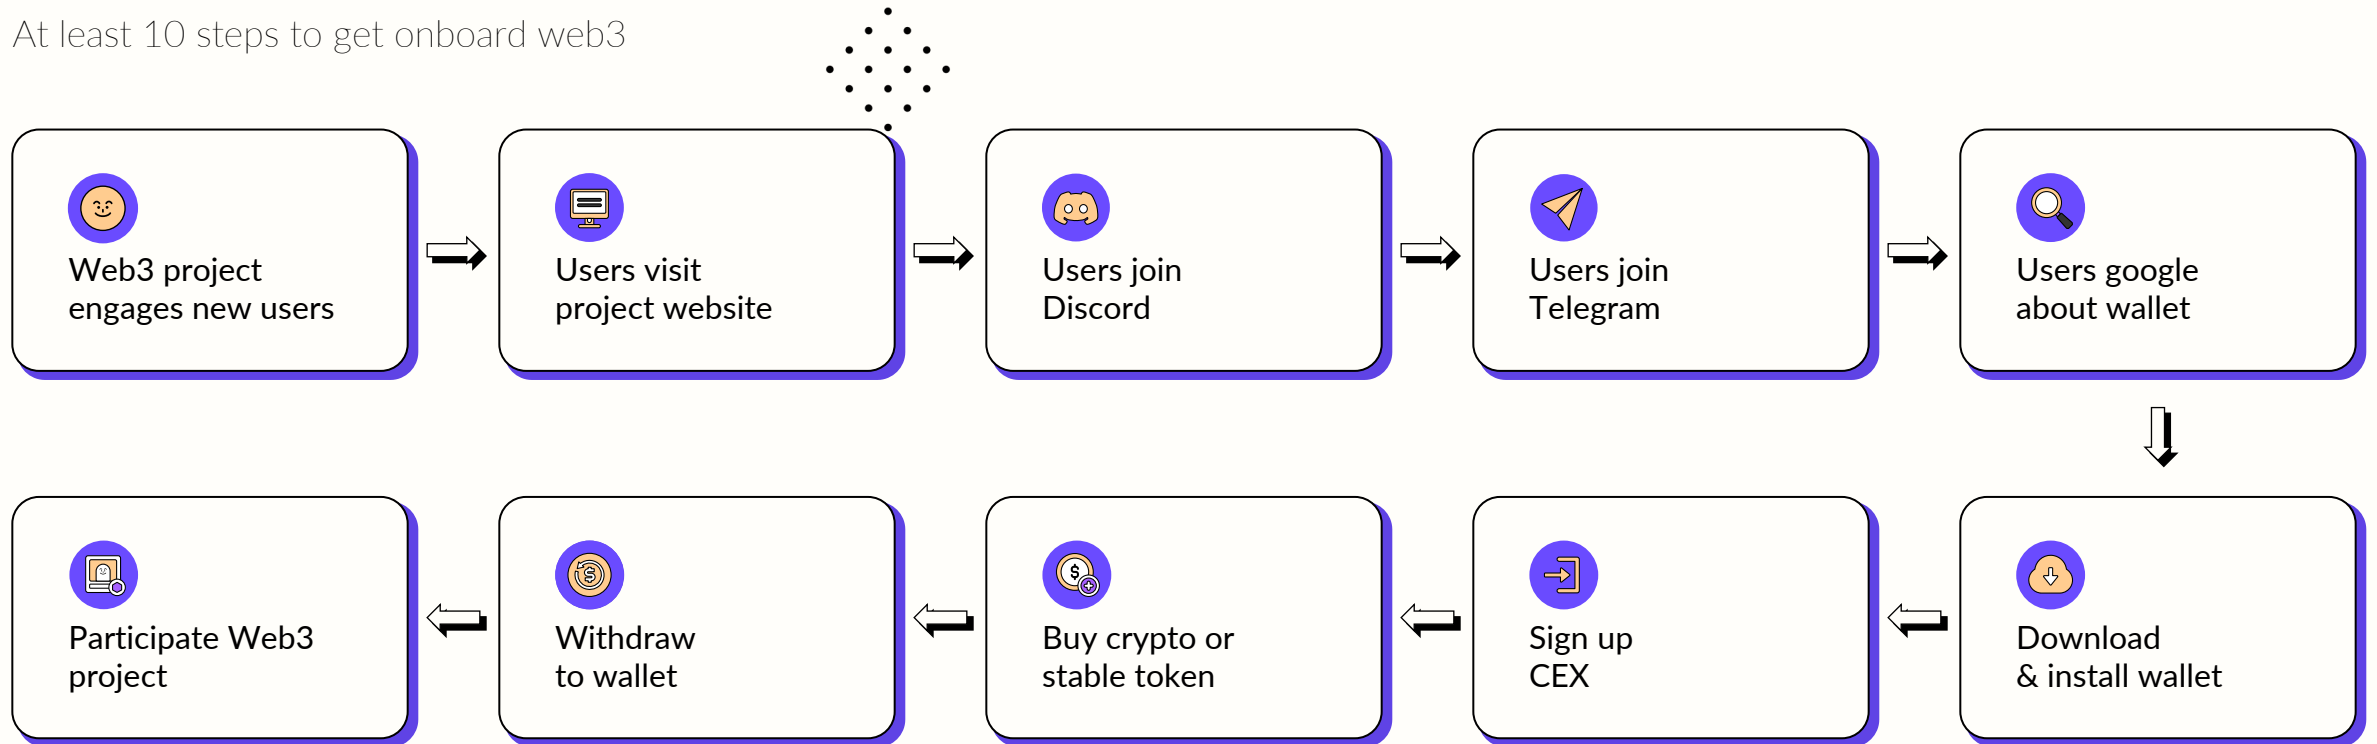 At least 10 steps to get onboard web3
Web3 project
engages new users
Users visit
project website
Users join
Discord
Users join
Telegram
Users google
about wallet
Download
& install wallet
Sign up
CEX
Buy crypto or
stable token
Withdraw
to wallet
Participate Web3
project